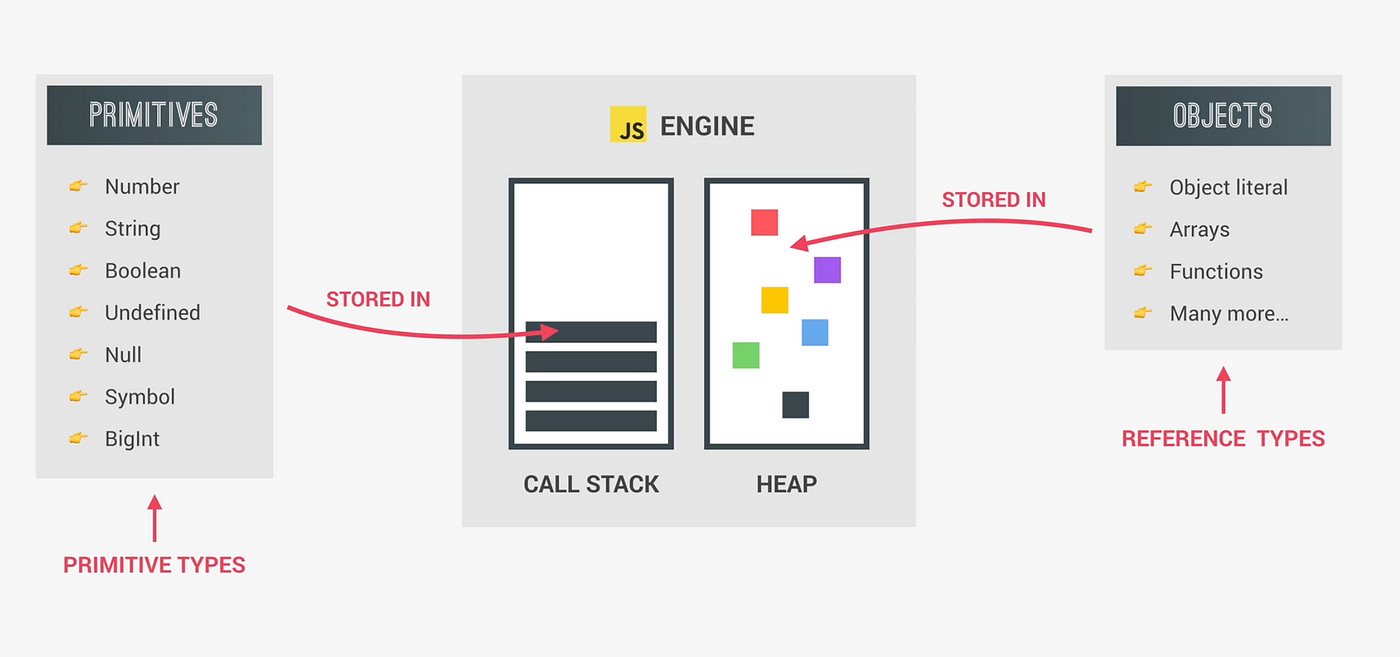 PRIMITIVES
Number
String
Boolean
Undefined
Null
Symbol
BigInt
PRIMITIVE TYPES
STORED IN
JS ENGINE
CALL STACK
HEAP
STORED IN
OBJECTS
Object literal
Arrays
Functions
Many more...
REFERENCE TYPES